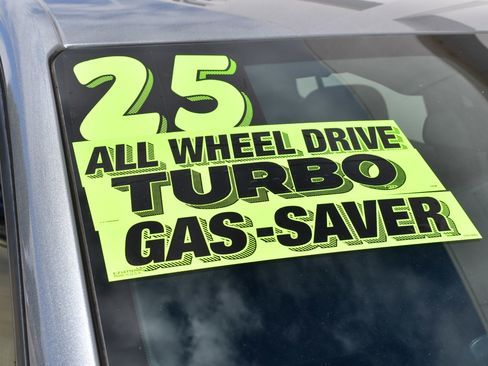 25
ALL WHEEL DRIVE
TURBO
GAS-SAVER